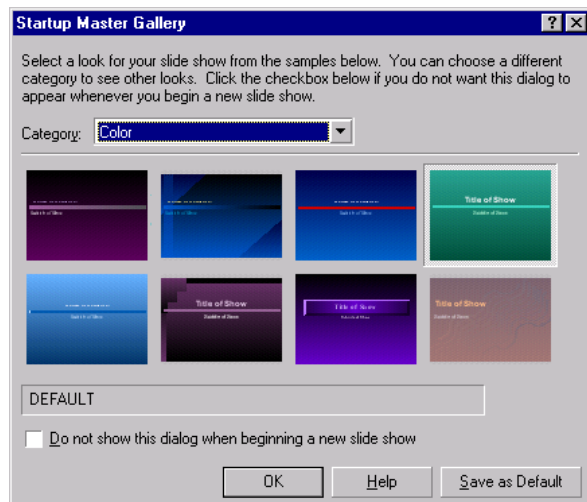 Startup Master Gallery
Select a look for your slide show from the samples below.  You can choose a different
category to see other looks.  Click the checkbox below if you do not want this dialog to
appear whenever you begin a new slide show.
Category: Color
Title of Show
Subtitle of Show
Title of Show
Subtitle of Show
Title of Show
Title of Show
Subtitle of Show
DEFAULT
Do not show this dialog when beginning a new slide show
OK Help Save as Default